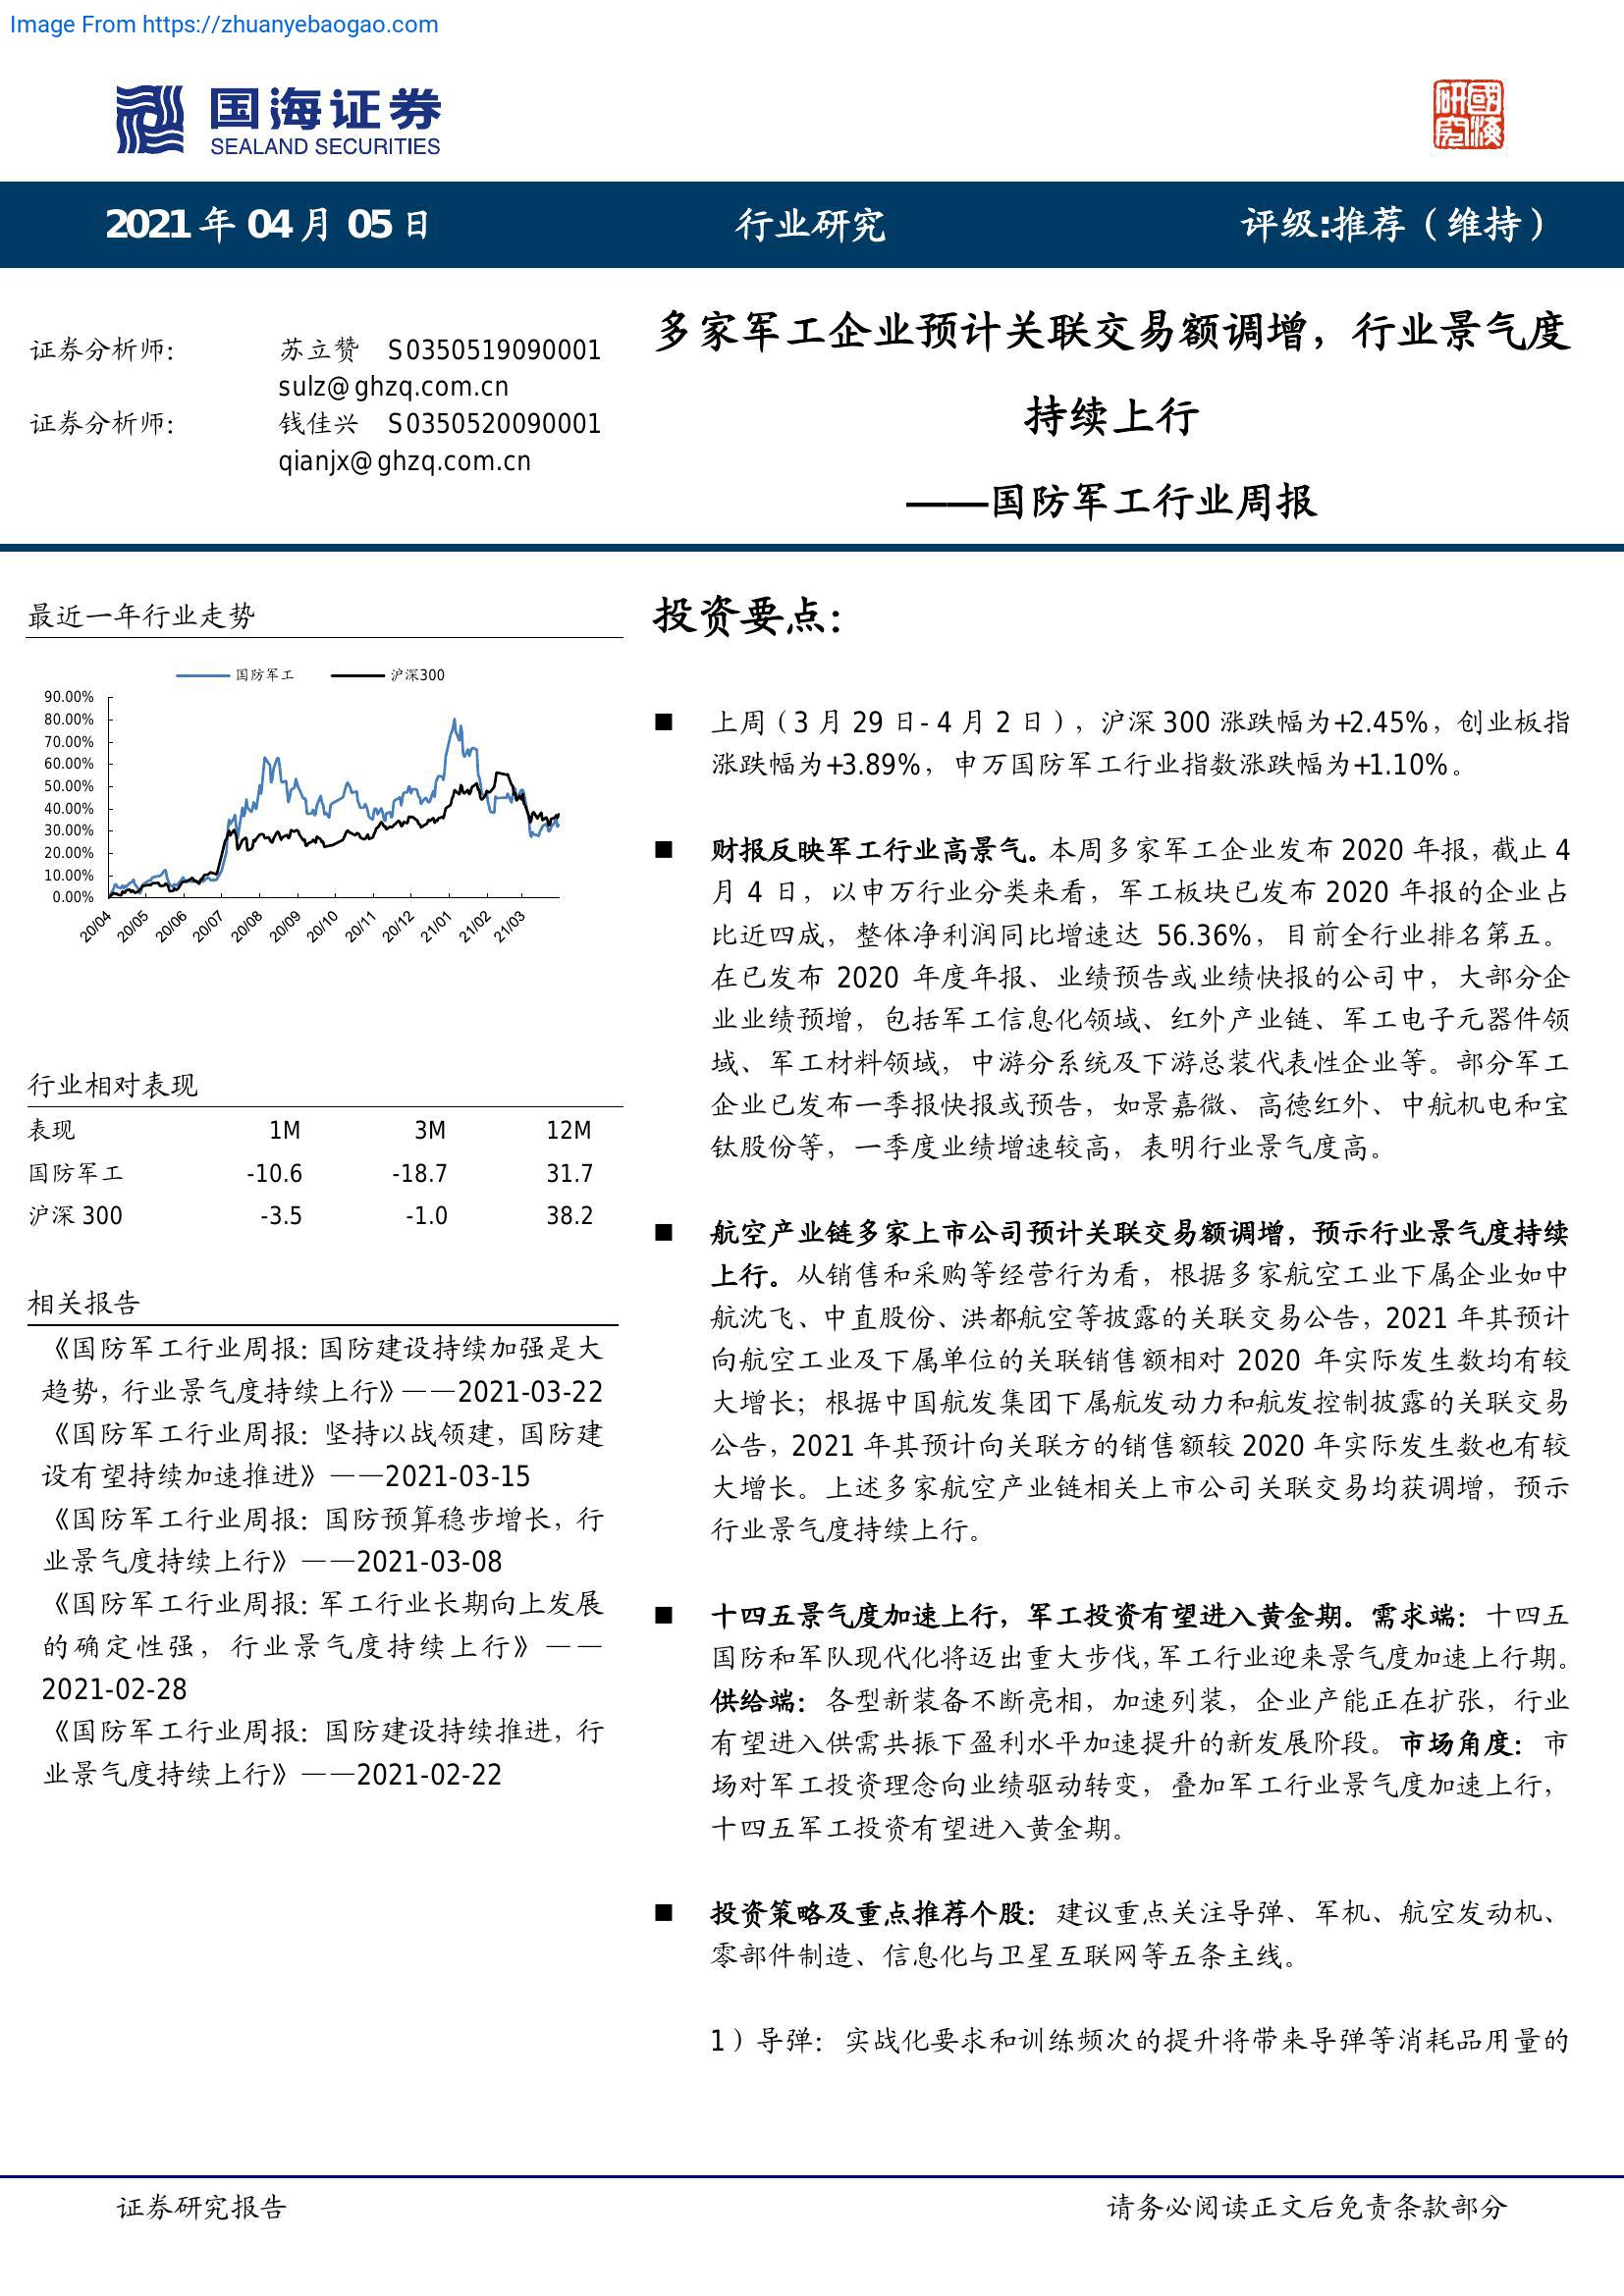 Image From https://zhuanyebaogao.com
国海证券
SEALAND SECURITIES
國海研究
2021 年 04 月 05 日
行业研究
评级:推荐（维持）
证券分析师：
苏立赞 S0350519090001
sulz@ghzq.com.cn
证券分析师：
钱佳兴 S0350520090001
qianjx@ghzq.com.cn
多家军工企业预计关联交易额调增，行业景气度
持续上行
——国防军工行业周报
最近一年行业走势
国防军工
沪深300
90.00%
80.00%
70.00%
60.00%
50.00%
40.00%
30.00%
20.00%
10.00%
0.00%
20/04
20/05
20/06
20/07
20/08
20/09
20/10
20/11
20/12
21/01
21/02
21/03
行业相对表现
表现 1M 3M 12M
国防军工 -10.6 -18.7 31.7
沪深 300 -3.5 -1.0 38.2
相关报告
《国防军工行业周报：国防建设持续加强是大
趋势，行业景气度持续上行》——2021-03-22
《国防军工行业周报：坚持以战领建，国防建
设有望持续加速推进》——2021-03-15
《国防军工行业周报：国防预算稳步增长，行
业景气度持续上行》——2021-03-08
《国防军工行业周报：军工行业长期向上发展
的确定性强，行业景气度持续上行》——
2021-02-28
《国防军工行业周报：国防建设持续推进，行
业景气度持续上行》——2021-02-22
投资要点：
■ 上周（3 月 29 日- 4 月 2 日），沪深 300 涨跌幅为+2.45%，创业板指
涨跌幅为+3.89%，申万国防军工行业指数涨跌幅为+1.10%。
■ 财报反映军工行业高景气。本周多家军工企业发布 2020 年报，截止 4
月 4 日，以申万行业分类来看，军工板块已发布 2020 年报的企业占
比近四成，整体净利润同比增速达 56.36%，目前全行业排名第五。
在已发布 2020 年度年报、业绩预告或业绩快报的公司中，大部分企
业业绩预增，包括军工信息化领域、红外产业链、军工电子元器件领
域、军工材料领域，中游分系统及下游总装代表性企业等。部分军工
企业已发布一季报快报或预告，如景嘉微、高德红外、中航机电和宝
钛股份等，一季度业绩增速较高，表明行业景气度高。
■ 航空产业链多家上市公司预计关联交易额调增，预示行业景气度持续
上行。从销售和采购等经营行为看，根据多家航空工业下属企业如中
航沈飞、中直股份、洪都航空等披露的关联交易公告，2021 年其预计
向航空工业及下属单位的关联销售额相对 2020 年实际发生数均有较
大增长；根据中国航发集团下属航发动力和航发控制披露的关联交易
公告，2021 年其预计向关联方的销售额较 2020 年实际发生数也有较
大增长。上述多家航空产业链相关上市公司关联交易均获调增，预示
行业景气度持续上行。
■ 十四五景气度加速上行，军工投资有望进入黄金期。需求端：十四五
国防和军队现代化将迈出重大步伐，军工行业迎来景气度加速上行期。
供给端：各型新装备不断亮相，加速列装，企业产能正在扩张，行业
有望进入供需共振下盈利水平加速提升的新发展阶段。市场角度：市
场对军工投资理念向业绩驱动转变，叠加军工行业景气度加速上行，
十四五军工投资有望进入黄金期。
■ 投资策略及重点推荐个股：建议重点关注导弹、军机、航空发动机、
零部件制造、信息化与卫星互联网等五条主线。
1）导弹：实战化要求和训练频次的提升将带来导弹等消耗品用量的
证券研究报告
请务必阅读正文后免责条款部分